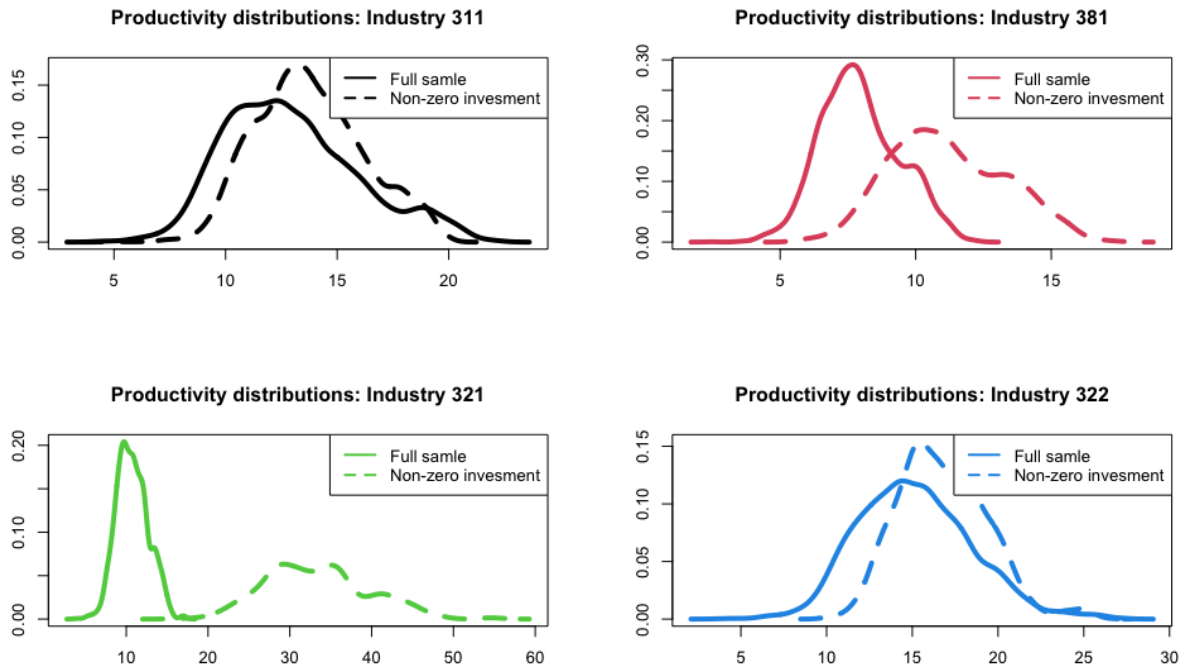 Productivity distributions: Industry 311
Full samle
Non-zero invesment
0.00 0.05 0.10 0.15
5 10 15 20
Productivity distributions: Industry 381
Full samle
Non-zero invesment
0.00 0.10 0.20 0.30
5 10 15
Productivity distributions: Industry 321
Full samle
Non-zero invesment
0.00 0.10 0.20
10 20 30 40 50 60
Productivity distributions: Industry 322
Full samle
Non-zero invesment
0.00 0.05 0.10 0.15
5 10 15 20 25 30